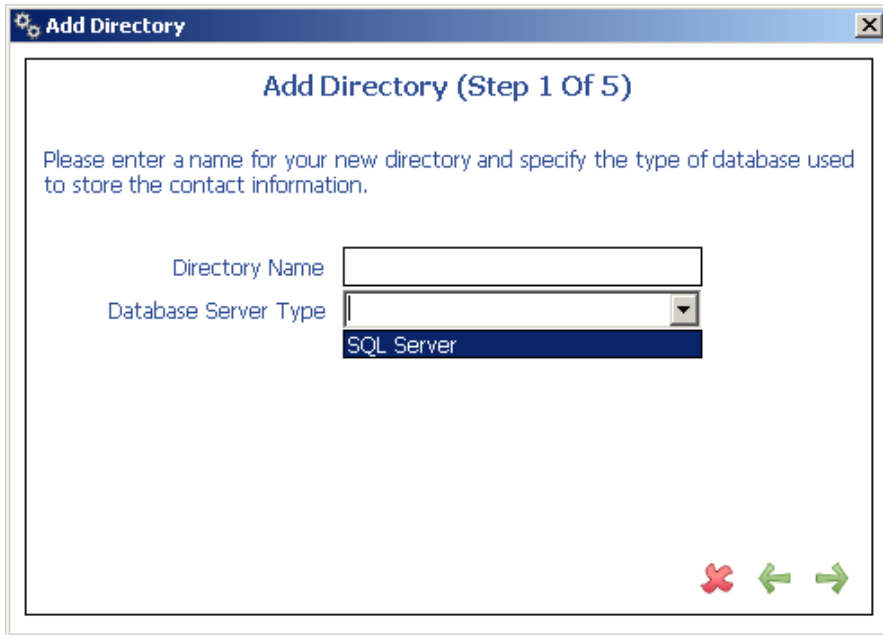 Add Directory
Add Directory (Step 1 Of 5)
Please enter a name for your new directory and specify the type of database used
to store the contact information.
Directory Name
Database Server Type
SQL Server